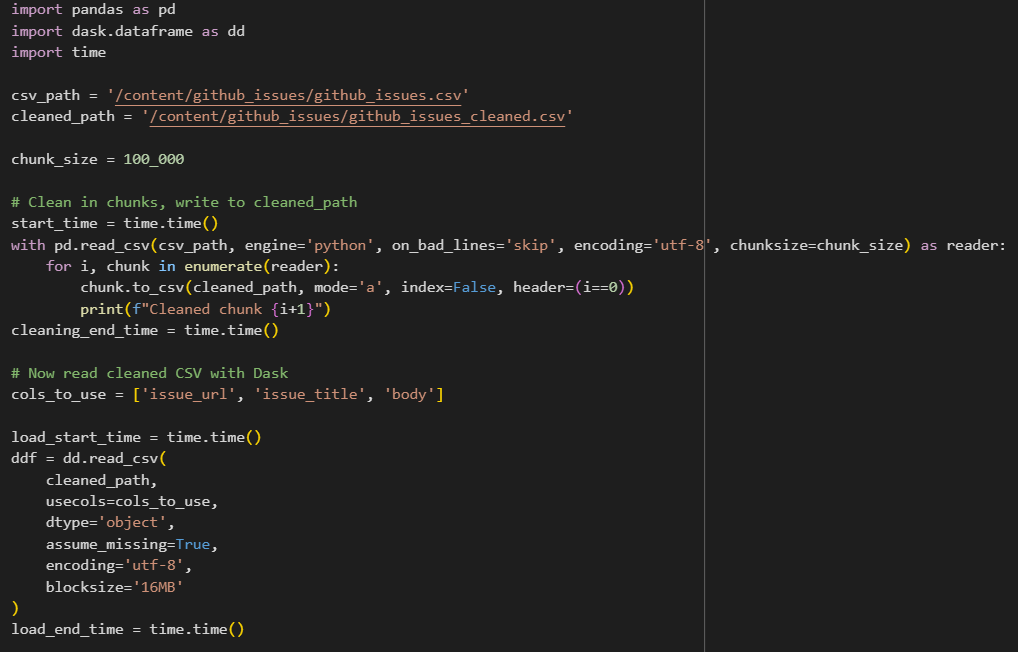 import pandas as pd
import dask.dataframe as dd
import time

csv_path = '/content/github_issues/github_issues.csv'
cleaned_path = '/content/github_issues/github_issues_cleaned.csv'

chunk_size = 100_000

# Clean in chunks, write to cleaned_path
start_time = time.time()
with pd.read_csv(csv_path, engine='python', on_bad_lines='skip', encoding='utf-8', chunksize=chunk_size) as reader:
    for i, chunk in enumerate(reader):
        chunk.to_csv(cleaned_path, mode='a', index=False, header=(i==0))
        print(f"Cleaned chunk {i+1}")
cleaning_end_time = time.time()

# Now read cleaned CSV with Dask
cols_to_use = ['issue_url', 'issue_title', 'body']

load_start_time = time.time()
ddf = dd.read_csv(
    cleaned_path,
    usecols=cols_to_use,
    dtype='object',
    assume_missing=True,
    encoding='utf-8',
    blocksize='16MB'
)
load_end_time = time.time()